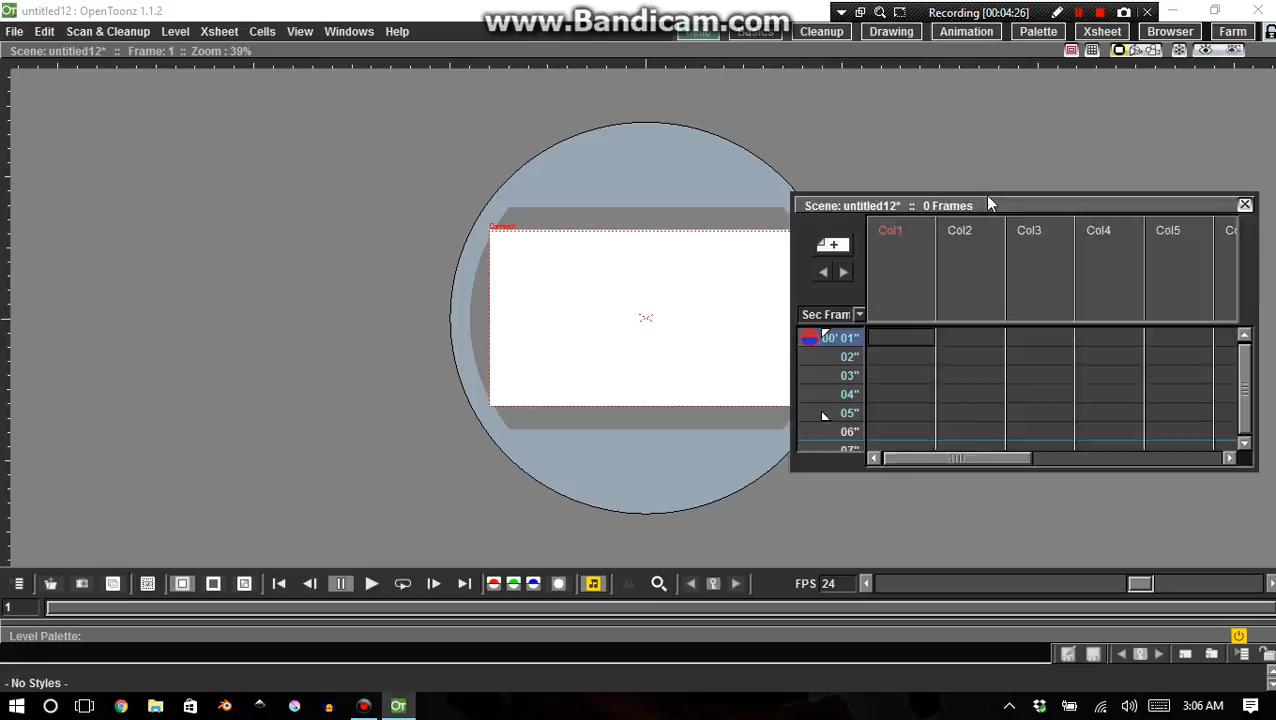 untitled12 : OpenToonz 1.1.2
www.Bandicam.com
Recording [00:04:26]
File Edit Scan & Cleanup Level Xsheet Cells View Windows Help
Basics Cleanup Drawing Animation Palette Xsheet Browser Farm
Scene: untitled12* :: Frame: 1 :: Zoom : 39%
Camera1
Scene: untitled12* :: 0 Frames
Col1 Col2 Col3 Col4 Col5
Sec Fram
00' 01"
02"
03"
04"
05"
06"
07"
FPS 24
1
Level Palette:
- No Styles -
3:06 AM